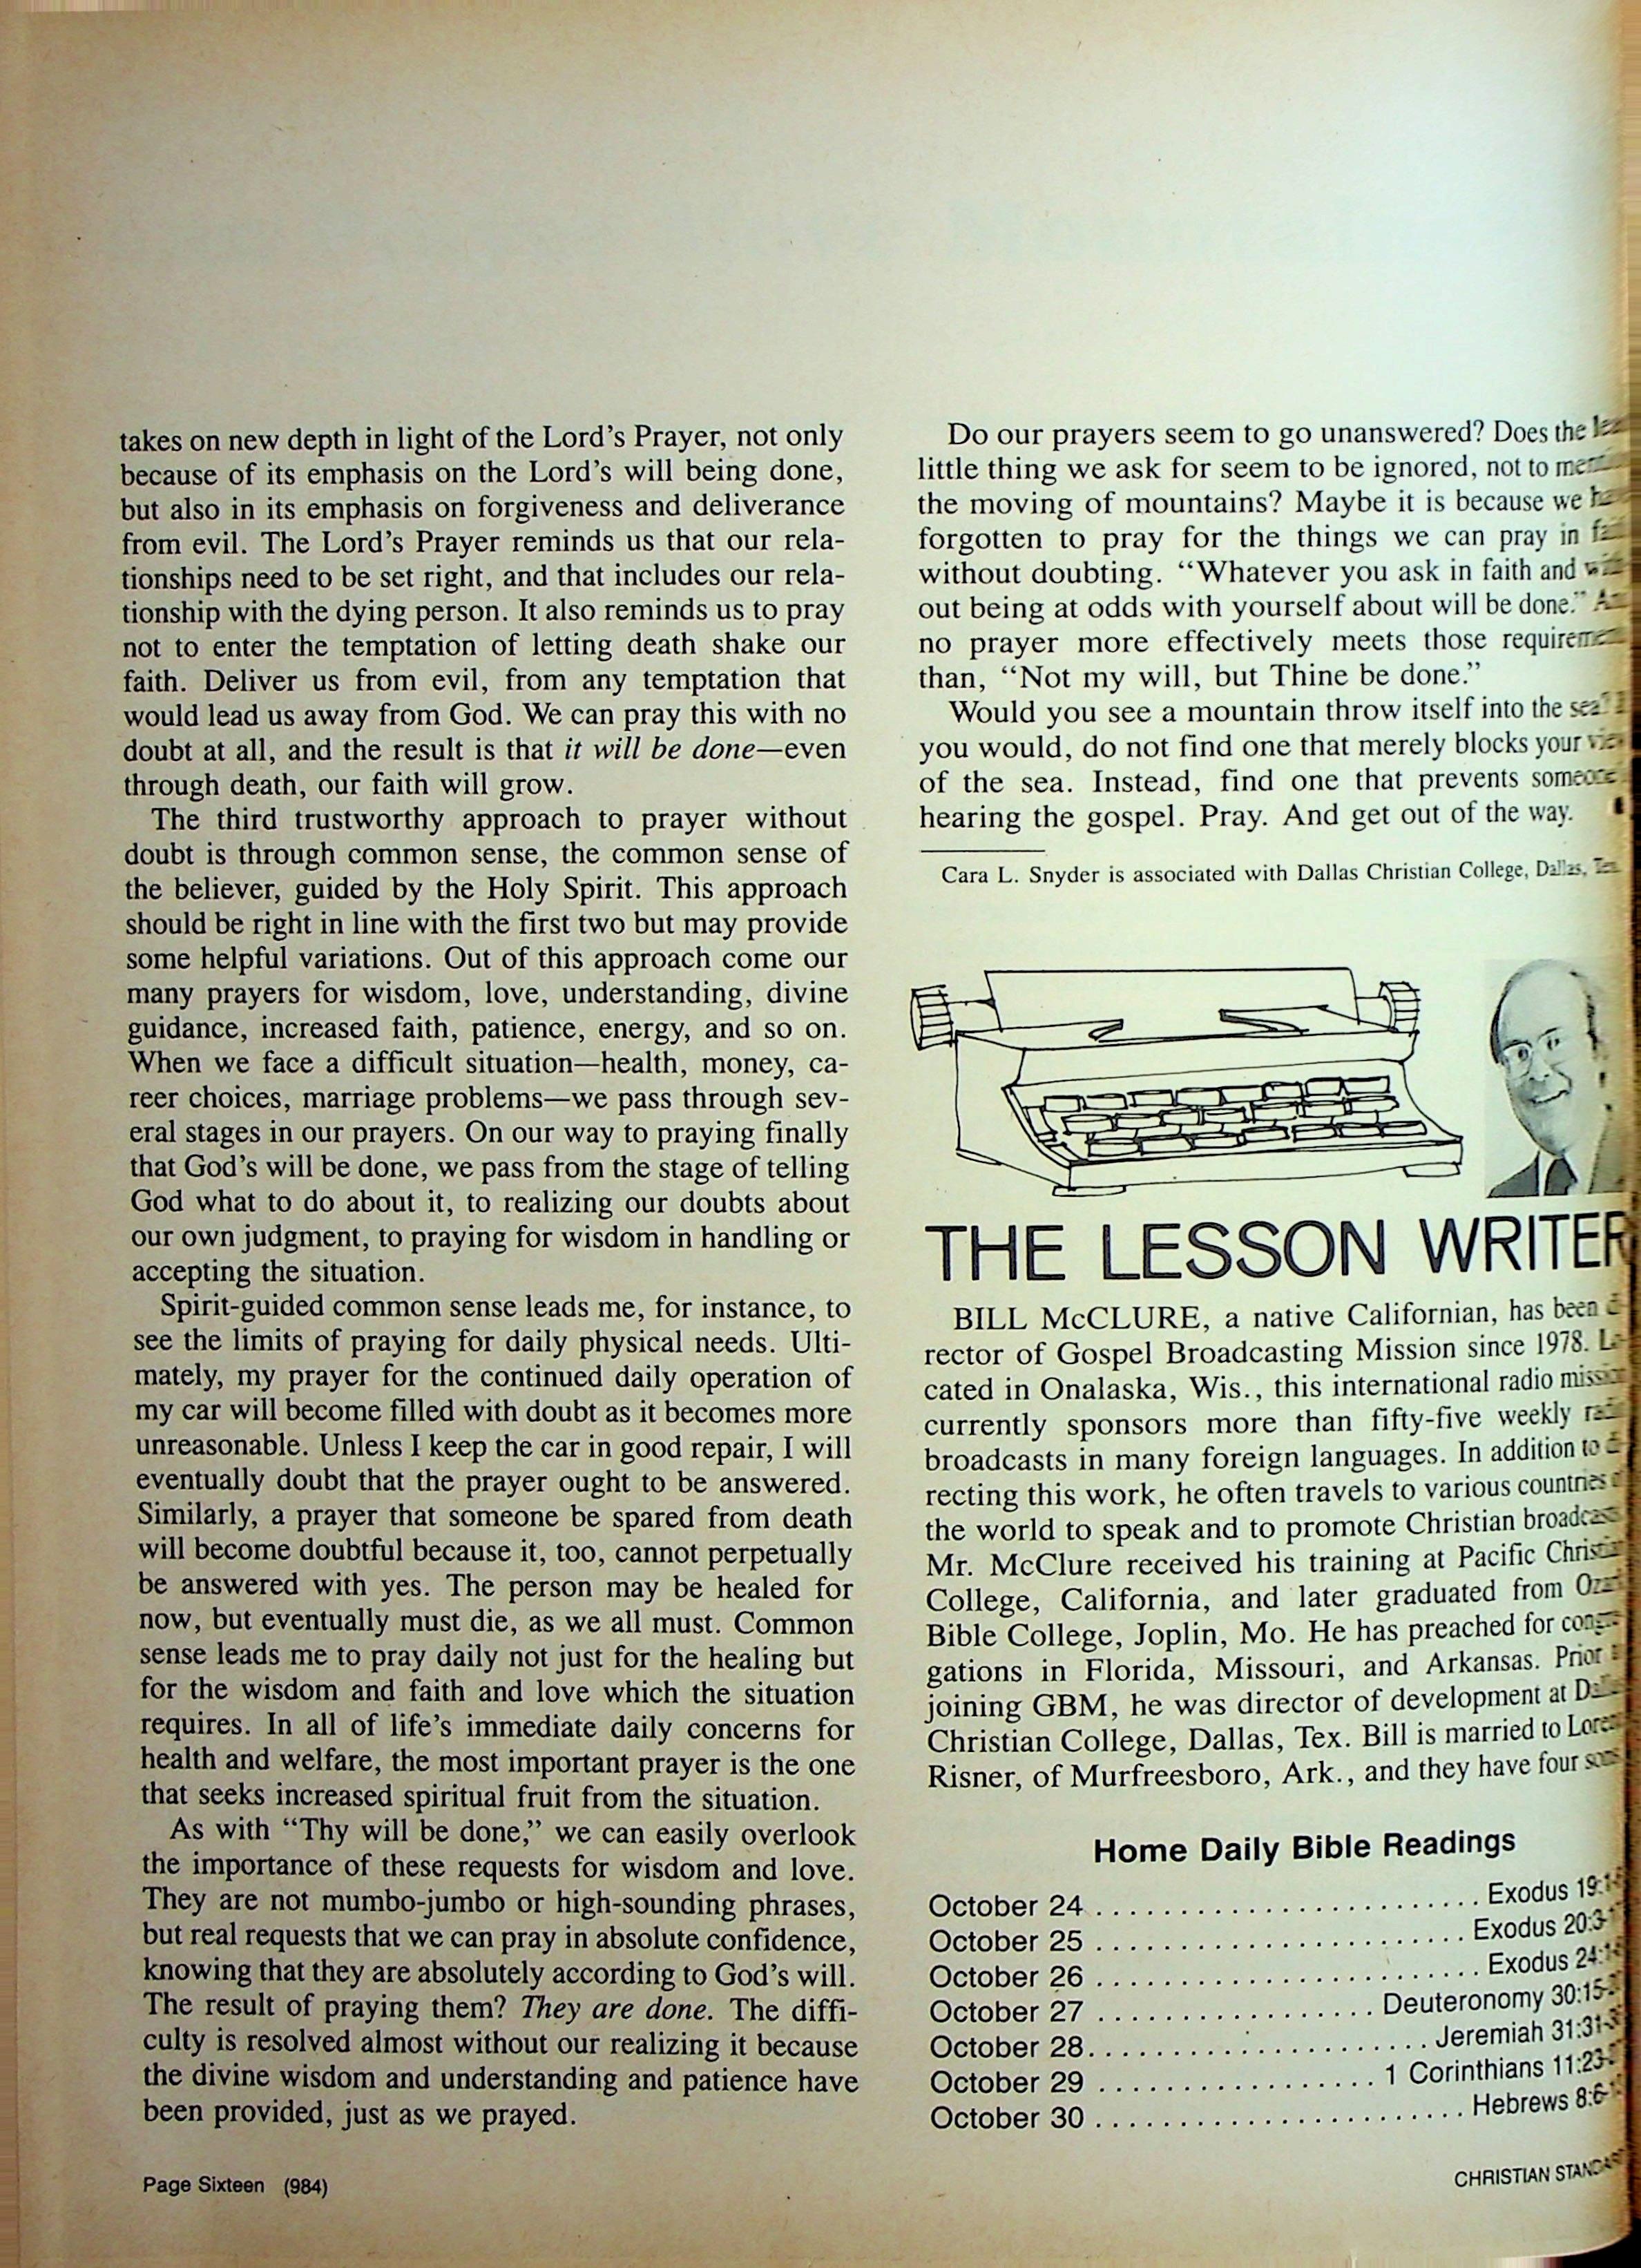 takes on new depth in light of the Lord's Prayer, not only
because of its emphasis on the Lord's will being done,
but also in its emphasis on forgiveness and deliverance
from evil. The Lord's Prayer reminds us that our rela-
tionships need to be set right, and that includes our rela-
tionship with the dying person. It also reminds us to pray
not to enter the temptation of letting death shake our
faith. Deliver us from evil, from any temptation that
would lead us away from God. We can pray this with no
doubt at all, and the result is that it will be done—even
through death, our faith will grow.
The third trustworthy approach to prayer without
doubt is through common sense, the common sense of
the believer, guided by the Holy Spirit. This approach
should be right in line with the first two but may provide
some helpful variations. Out of this approach come our
many prayers for wisdom, love, understanding, divine
guidance, increased faith, patience, energy, and so on.
When we face a difficult situation—health, money, ca-
reer choices, marriage problems—we pass through sev-
eral stages in our prayers. On our way to praying finally
that God's will be done, we pass from the stage of telling
God what to do about it, to realizing our doubts about
our own judgment, to praying for wisdom in handling or
accepting the situation.
Spirit-guided common sense leads me, for instance, to
see the limits of praying for daily physical needs. Ulti-
mately, my prayer for the continued daily operation of
my car will become filled with doubt as it becomes more
unreasonable. Unless I keep the car in good repair, I will
eventually doubt that the prayer ought to be answered.
Similarly, a prayer that someone be spared from death
will become doubtful because it, too, cannot perpetually
be answered with yes. The person may be healed for
now, but eventually must die, as we all must. Common
sense leads me to pray daily not just for the healing but
for the wisdom and faith and love which the situation
requires. In all of life's immediate daily concerns for
health and welfare, the most important prayer is the one
that seeks increased spiritual fruit from the situation.
As with "Thy will be done," we can easily overlook
the importance of these requests for wisdom and love.
They are not mumbo-jumbo or high-sounding phrases,
but real requests that we can pray in absolute confidence,
knowing that they are absolutely according to God's will.
The result of praying them? They are done. The diffi-
culty is resolved almost without our realizing it because
the divine wisdom and understanding and patience have
been provided, just as we prayed.
Page Sixteen (984)
Do our prayers seem to go unanswered? Does the
little thing we ask for seem to be ignored, not to
the moving of mountains? Maybe it is because we
forgotten to pray for the things we can pray in
without doubting. "Whatever you ask in faith and
out being at odds with yourself about will be done."
no prayer more effectively meets those
than, "Not my will, but Thine be done."
Would you see a mountain throw itself into the sea?
you would, do not find one that merely blocks your
of the sea. Instead, find one that prevents someone
hearing the gospel. Pray. And get out of the way.
Cara L. Snyder is associated with Dallas Christian College, Dallas,
THE LESSON WRITER
BILL McCLURE, a native Californian, has been
rector of Gospel Broadcasting Mission since 1978.
cated in Onalaska, Wis., this international radio
currently sponsors more than fifty-five weekly
broadcasts in many foreign languages. In addition to
recting this work, he often travels to various countries
the world to speak and to promote Christian
Mr. McClure received his training at Pacific
College, California, and later graduated from
Bible College, Joplin, Mo. He has preached for
gations in Florida, Missouri, and Arkansas. Prior
joining GBM, he was director of development at
Christian College, Dallas, Tex. Bill is married to
Risner, of Murfreesboro, Ark., and they have four
Home Daily Bible Readings
October 24 . . . . . . . . . . . . . . . . . . . . . . . . Exodus
October 25 . . . . . . . . . . . . . . . . . . . . . . . Exodus
October 26 . . . . . . . . . . . . . . . . . . . . . . . . Exodus
October 27 . . . . . . . . . . . . . . . . . Deuteronomy
October 28 . . . . . . . . . . . . . . . . . . . . . Jeremiah
October 29 . . . . . . . . . . . . . . . . . 1 Corinthians
October 30 . . . . . . . . . . . . . . . . . . . . . . . Hebrews
CHRISTIAN